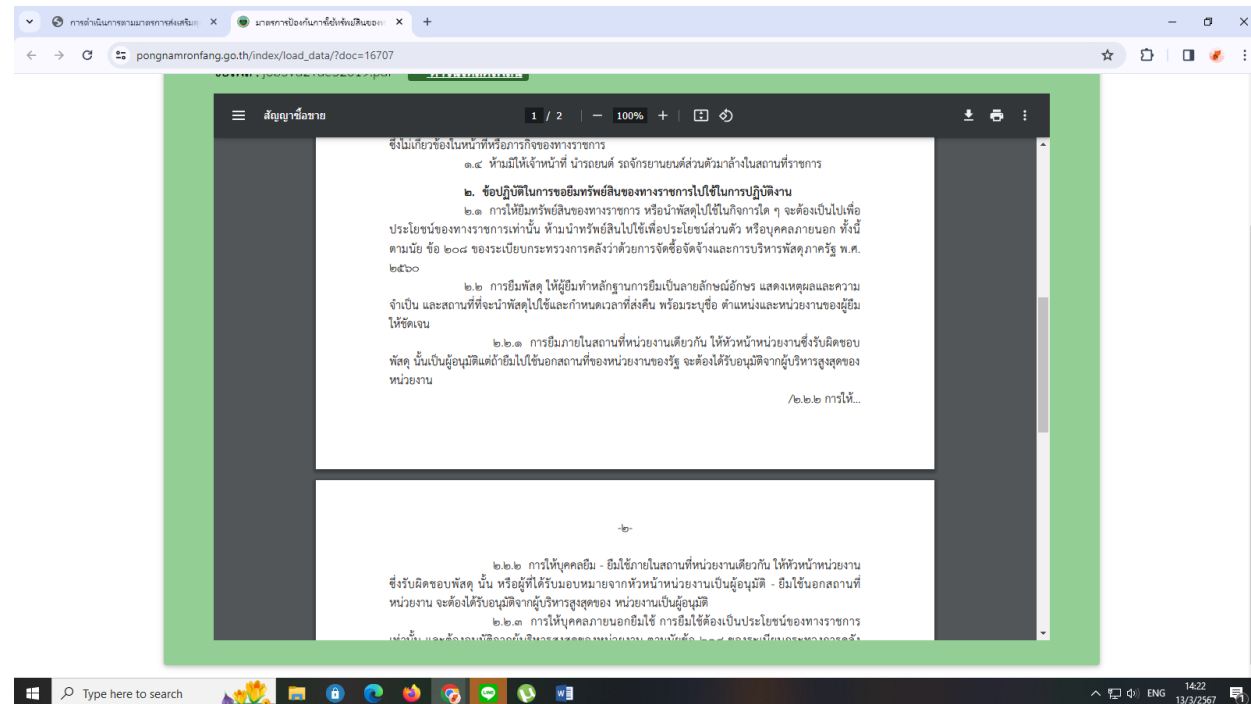 การดำเนินการตามมาตรการส่งเสริมคุ
มาตรการป้องกันการใช้ทรัพย์สินของ
pongnamronfang.go.th/index/load_data/?doc=16707
สัญญาซื้อขาย
1 / 2
100%
ซึ่งไม่เกี่ยวข้องในหน้าที่หรือภารกิจของทางราชการ
๑.๔ ห้ามมิให้เจ้าหน้าที่ นำรถยนต์ รถจักรยานยนต์ส่วนตัวมาล้างในสถานที่ราชการ
๒. ข้อปฏิบัติในการขอยืมทรัพย์สินของทางราชการไปใช้ในการปฏิบัติงาน
๒.๑ การให้ยืมทรัพย์สินของทางราชการ หรือนำพัสดุไปใช้ในกิจการใด ๆ จะต้องเป็นไปเพื่อ
ประโยชน์ของทางราชการเท่านั้น ห้ามนำทรัพย์สินไปใช้เพื่อประโยชน์ส่วนตัว หรือบุคคลภายนอก ทั้งนี้
ตามนัย ข้อ ๒๐๘ ของระเบียบกระทรวงการคลังว่าด้วยการจัดซื้อจัดจ้างและการบริหารพัสดุภาครัฐ พ.ศ.
๒๕๖๐
๒.๒ การยืมพัสดุ ให้ผู้ยืมทำหลักฐานการยืมเป็นลายลักษณ์อักษร แสดงเหตุผลและความ
จำเป็น และสถานที่ที่จะนำพัสดุไปใช้และกำหนดเวลาที่ส่งคืน พร้อมระบุชื่อ ตำแหน่งและหน่วยงานของผู้ยืม
ให้ชัดเจน
๒.๒.๑ การยืมภายในสถานที่หน่วยงานเดียวกัน ให้หัวหน้าหน่วยงานซึ่งรับผิดชอบ
พัสดุ นั้นเป็นผู้อนุมัติแต่ถ้ายืมไปใช้นอกสถานที่ของหน่วยงานของรัฐ จะต้องได้รับอนุมัติจากผู้บริหารสูงสุดของ
หน่วยงาน
/๒.๒.๒ การให้...
-๒-
๒.๒.๒ การให้บุคคลยืม - ยืมใช้ภายในสถานที่หน่วยงานเดียวกัน ให้หัวหน้าหน่วยงาน
ซึ่งรับผิดชอบพัสดุ นั้น หรือผู้ที่ได้รับมอบหมายจากหัวหน้าหน่วยงานเป็นผู้อนุมัติ - ยืมใช้นอกสถานที่
หน่วยงาน จะต้องได้รับอนุมัติจากผู้บริหารสูงสุดของ หน่วยงานเป็นผู้อนุมัติ
๒.๒.๓ การให้บุคคลภายนอกยืมใช้ การยืมใช้ต้องเป็นประโยชน์ของทางราชการ
Type here to search
ENG
14:22
13/3/2567